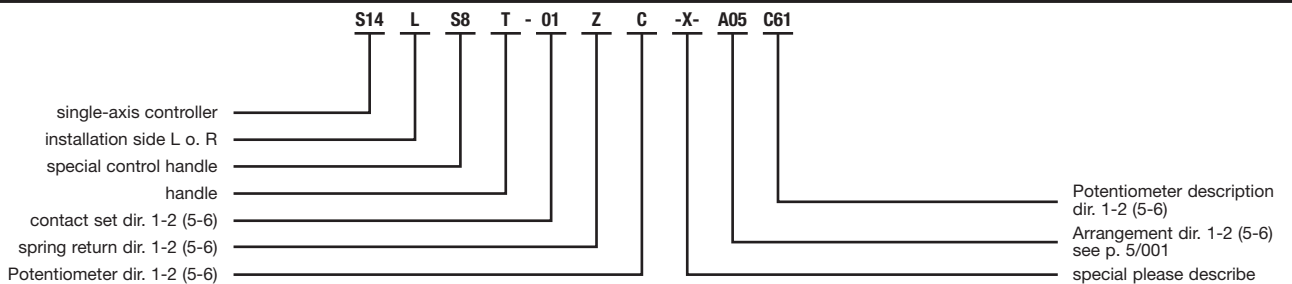 S14 L S8 T - 01 Z C -X- A05 C61
single-axis controller
installation side L o. R
special control handle
handle
contact set dir. 1-2 (5-6)
spring return dir. 1-2 (5-6)
Potentiometer dir. 1-2 (5-6)
Potentiometer description
dir. 1-2 (5-6)
Arrangement dir. 1-2 (5-6)
see p. 5/001
special please describe